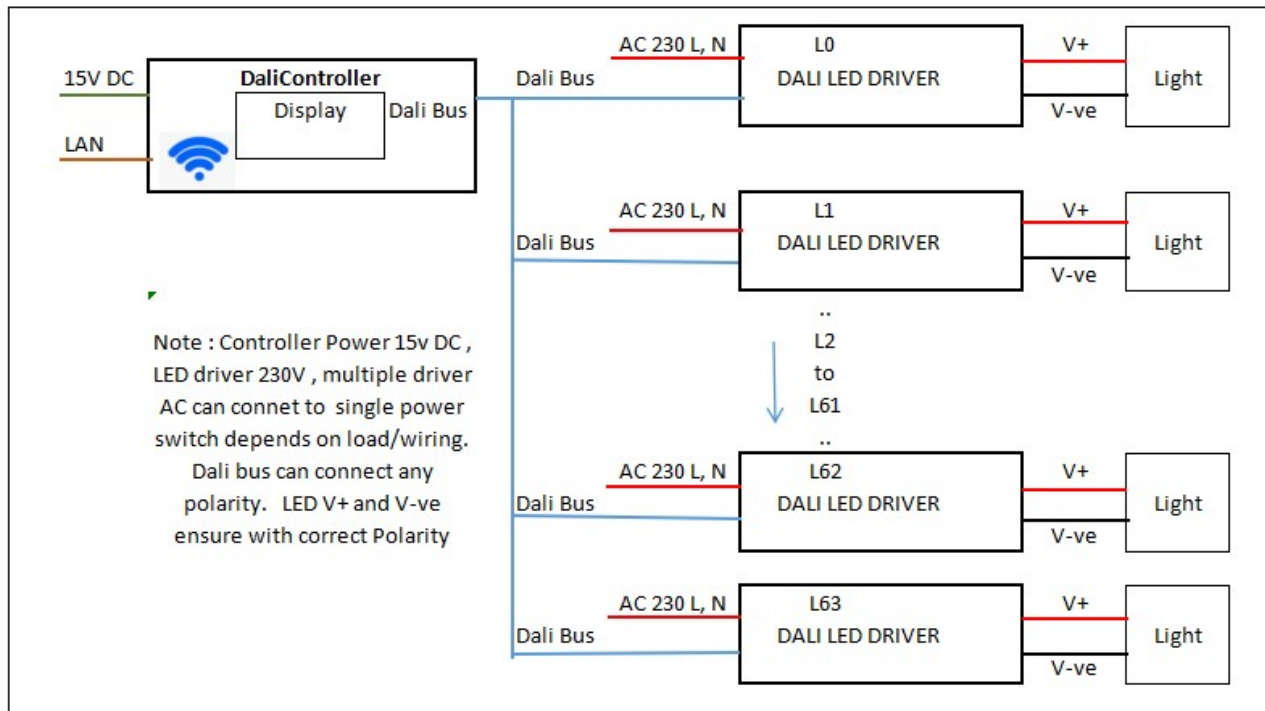 15V DC
LAN
DaliController
Display
Dali Bus
Dali Bus
AC 230 L, N
L0
DALI LED DRIVER
V+
V-ve
Light
Dali Bus
AC 230 L, N
L1
DALI LED DRIVER
V+
V-ve
Light
..
L2
to
L61
..
Note : Controller Power 15v DC ,
LED driver 230V , multiple driver
AC can connet to single power
switch depends on load/wiring.
Dali bus can connect any
polarity. LED V+ and V-ve
ensure with correct Polarity
Dali Bus
AC 230 L, N
L62
DALI LED DRIVER
V+
V-ve
Light
Dali Bus
AC 230 L, N
L63
DALI LED DRIVER
V+
V-ve
Light